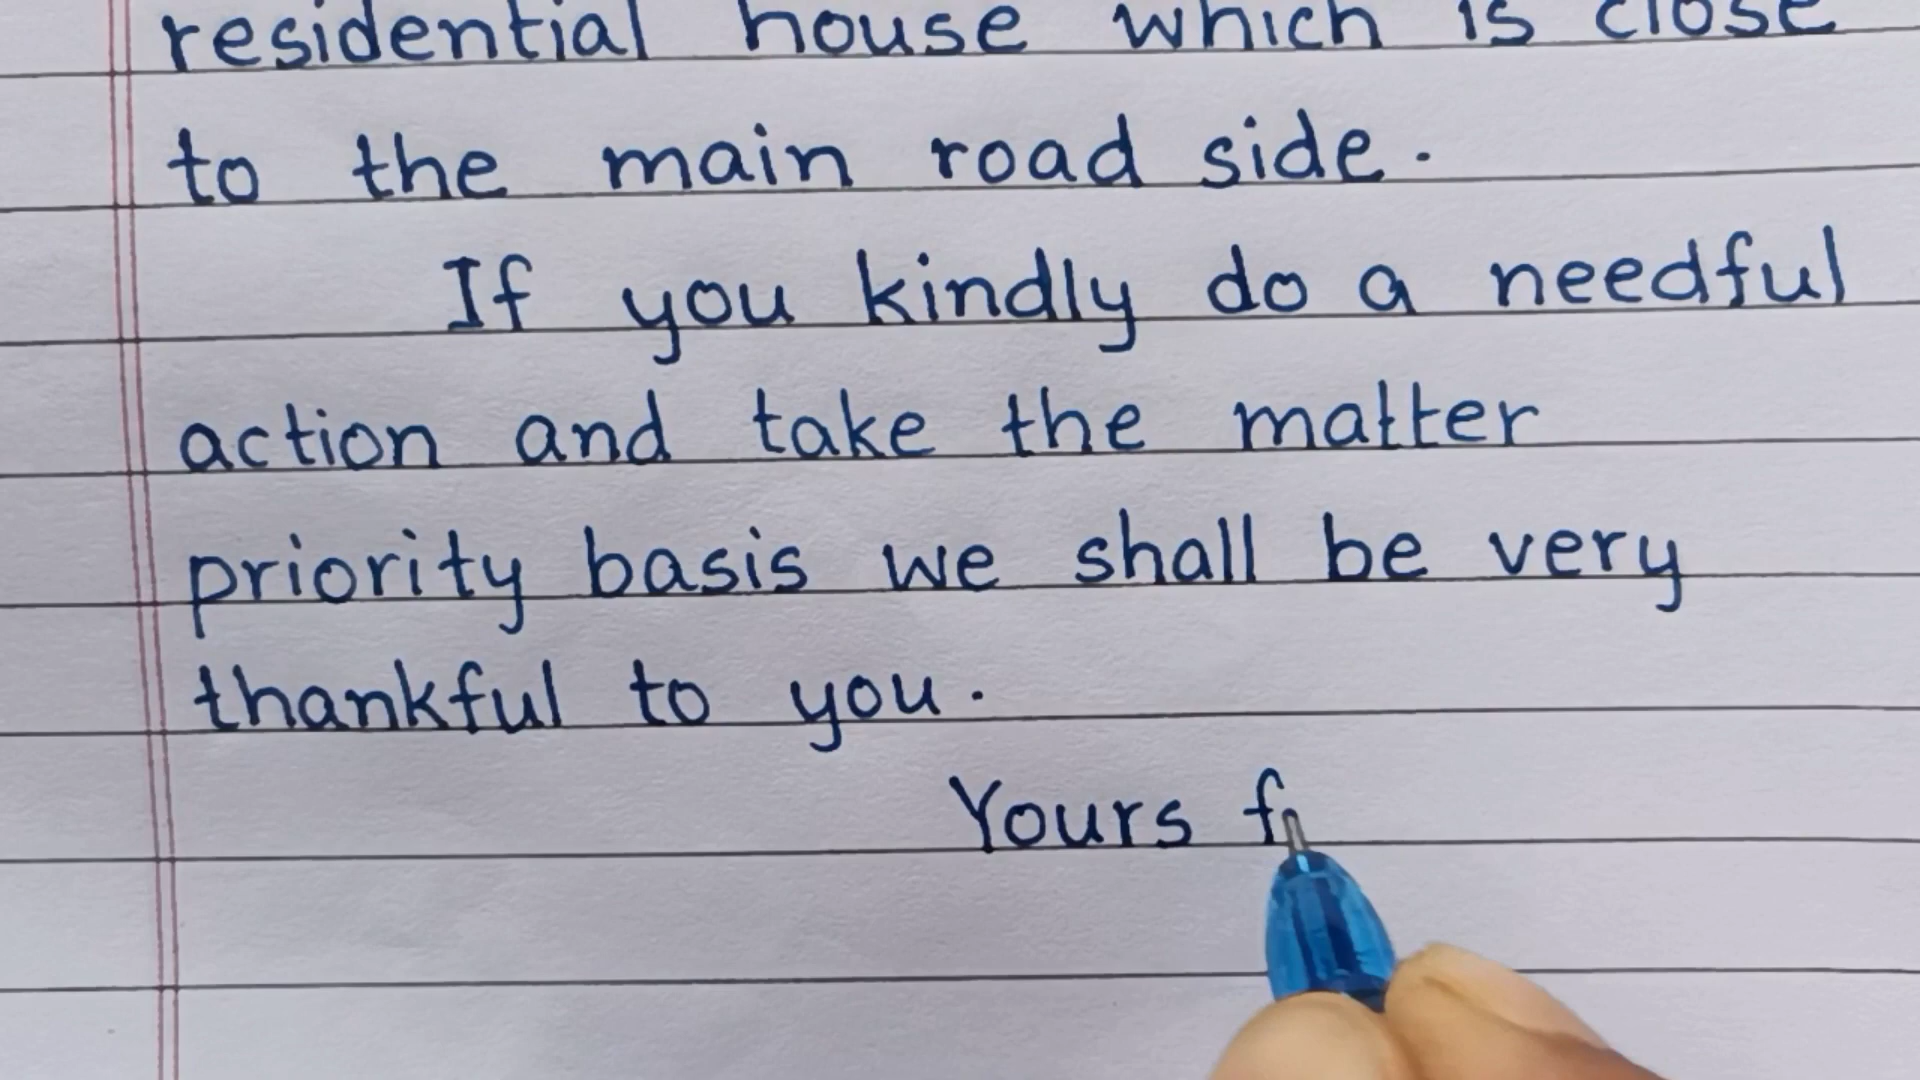 residential house which is close
to the main road side.
If you kindly do a needful
action and take the matter
priority basis we shall be very
thankful to you.
Yours f